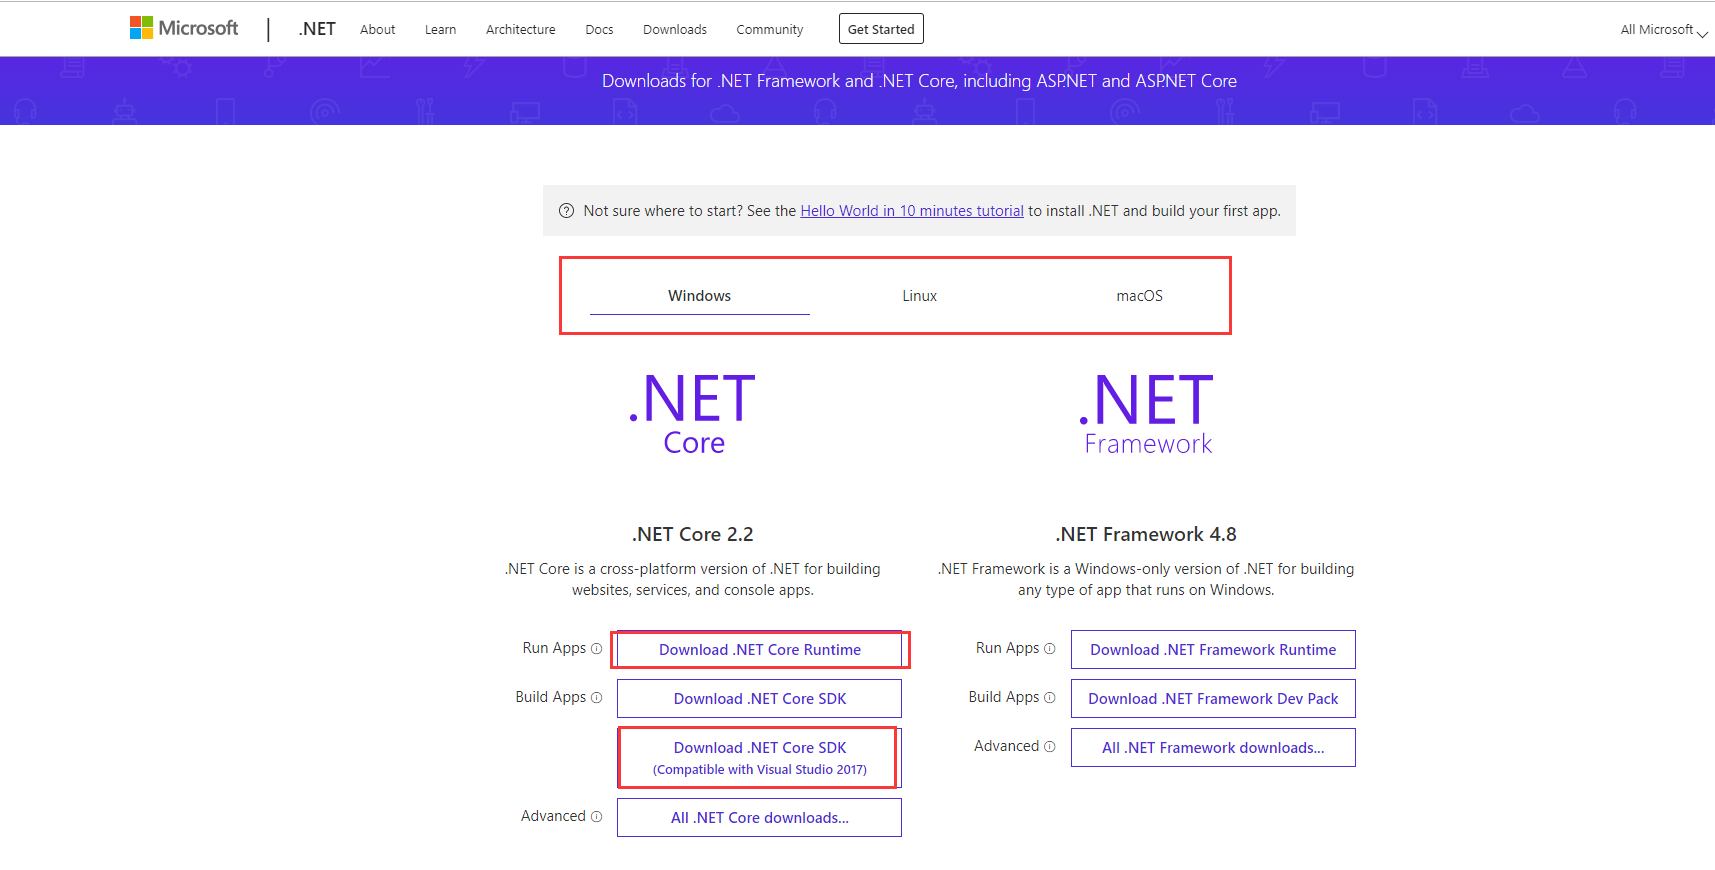 Microsoft | .NET About Learn Architecture Docs Downloads Community Get Started All Microsoft
Downloads for .NET Framework and .NET Core, including ASP.NET and ASP.NET Core
Not sure where to start? See the Hello World in 10 minutes tutorial to install .NET and build your first app.
Windows Linux macOS
.NET
Core
.NET
Framework
.NET Core 2.2
.NET Core is a cross-platform version of .NET for building
websites, services, and console apps.
Run Apps Download .NET Core Runtime
Build Apps Download .NET Core SDK
Download .NET Core SDK
(Compatible with Visual Studio 2017)
Advanced All .NET Core downloads...
.NET Framework 4.8
.NET Framework is a Windows-only version of .NET for building
any type of app that runs on Windows.
Run Apps Download .NET Framework Runtime
Build Apps Download .NET Framework Dev Pack
Advanced All .NET Framework downloads...